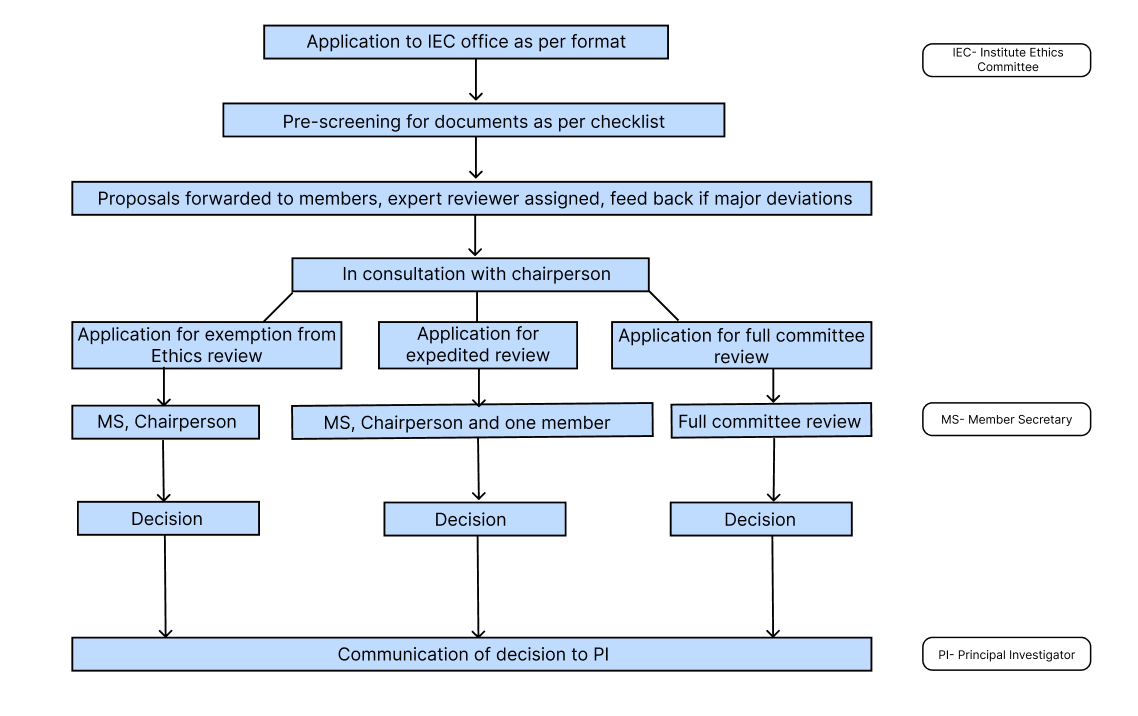 Application to IEC office as per format
IEC- Institute Ethics
Committee
Pre-screening for documents as per checklist
Proposals forwarded to members, expert reviewer assigned, feed back if major deviations
In consultation with chairperson
Application for exemption from
Ethics review
Application for
expedited review
Application for full committee
review
MS, Chairperson
MS, Chairperson and one member
Full committee review
MS- Member Secretary
Decision
Decision
Decision
Communication of decision to PI
PI- Principal Investigator